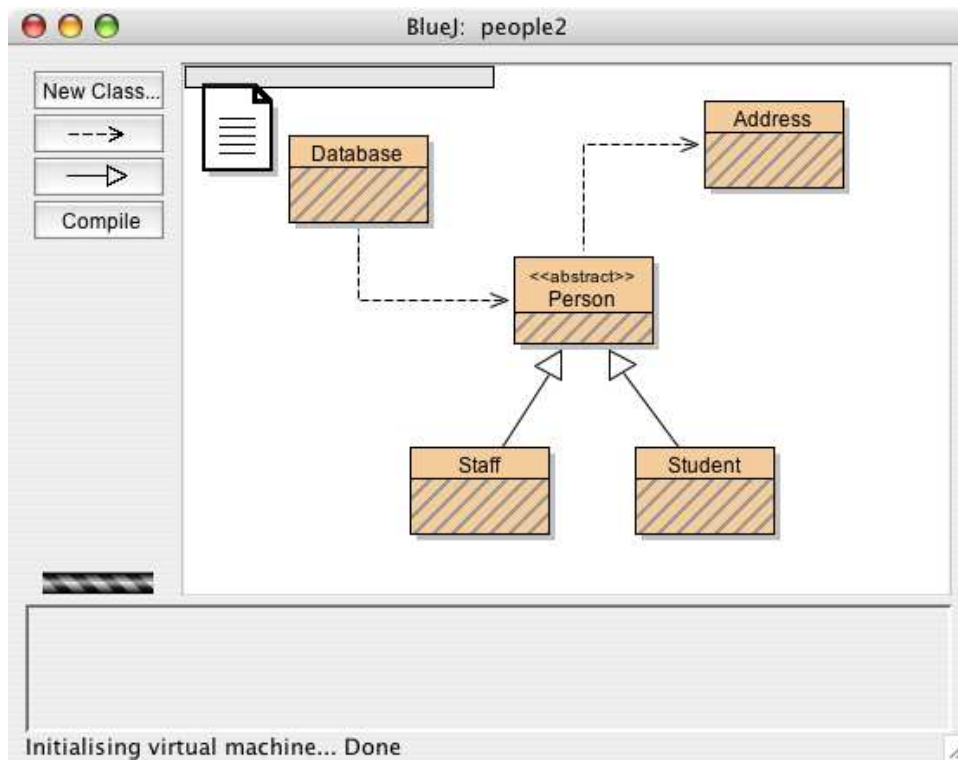 BlueJ: people2
New Class...
Compile
Database
Address
<<abstract>>
Person
Staff
Student
Initialising virtual machine... Done